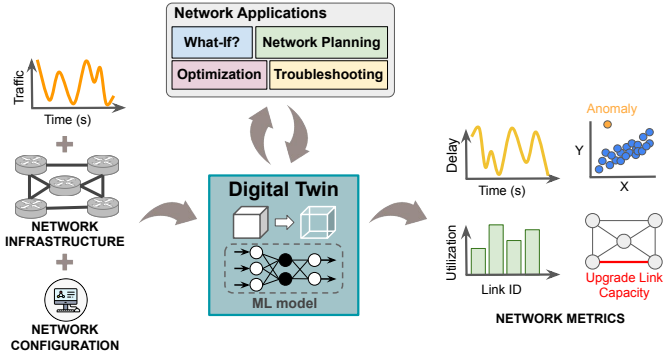 Network Applications
What-If?
Network Planning
Optimization
Troubleshooting
Traffic
Time (s)
NETWORK
INFRASTRUCTURE
NETWORK
CONFIGURATION
Digital Twin
ML model
Delay
Time (s)
Anomaly
Y
X
Utilization
Link ID
Upgrade Link
Capacity
NETWORK METRICS